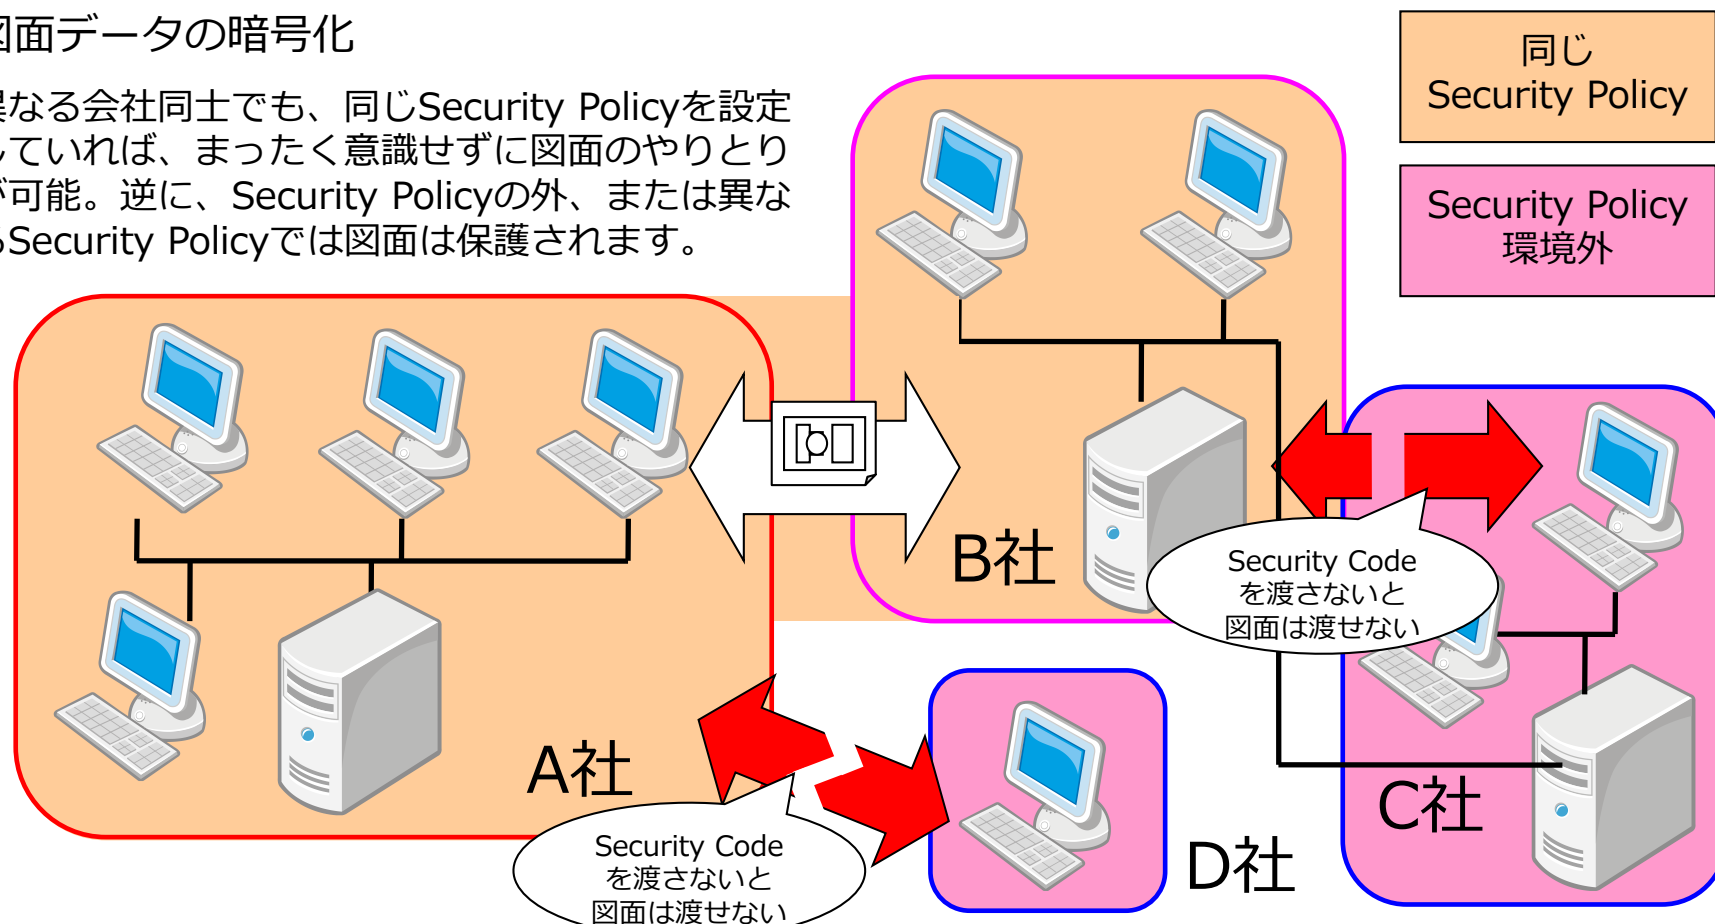 図面データの暗号化
異なる会社同士でも、同じSecurity Policyを設定
していれば、まったく意識せずに図面のやりとり
が可能。逆に、Security Policyの外、または異な
るSecurity Policyでは図面は保護されます。
同じ
Security Policy
Security Policy
環境外
B社
Security Code
を渡さないと
図面は渡せない
A社
C社
D社
Security Code
を渡さないと
図面は渡せない